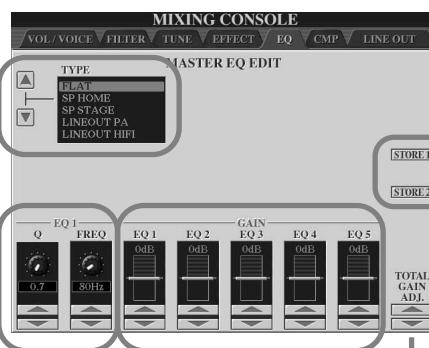 MIXING CONSOLE
VOL / VOICE FILTER TUNE EFFECT EQ CMP LINE OUT
MASTER EQ EDIT
TYPE
FLAT
SP HOME
SP STAGE
LINEOUT PA
LINEOUT HIFI
STORE 1
STORE 2
EQ 1
Q FREQ
0.7 80Hz
GAIN
EQ 1 EQ 2 EQ 3 EQ 4 EQ 5
0dB 0dB 0dB 0dB 0dB
TOTAL
GAIN
ADJ.